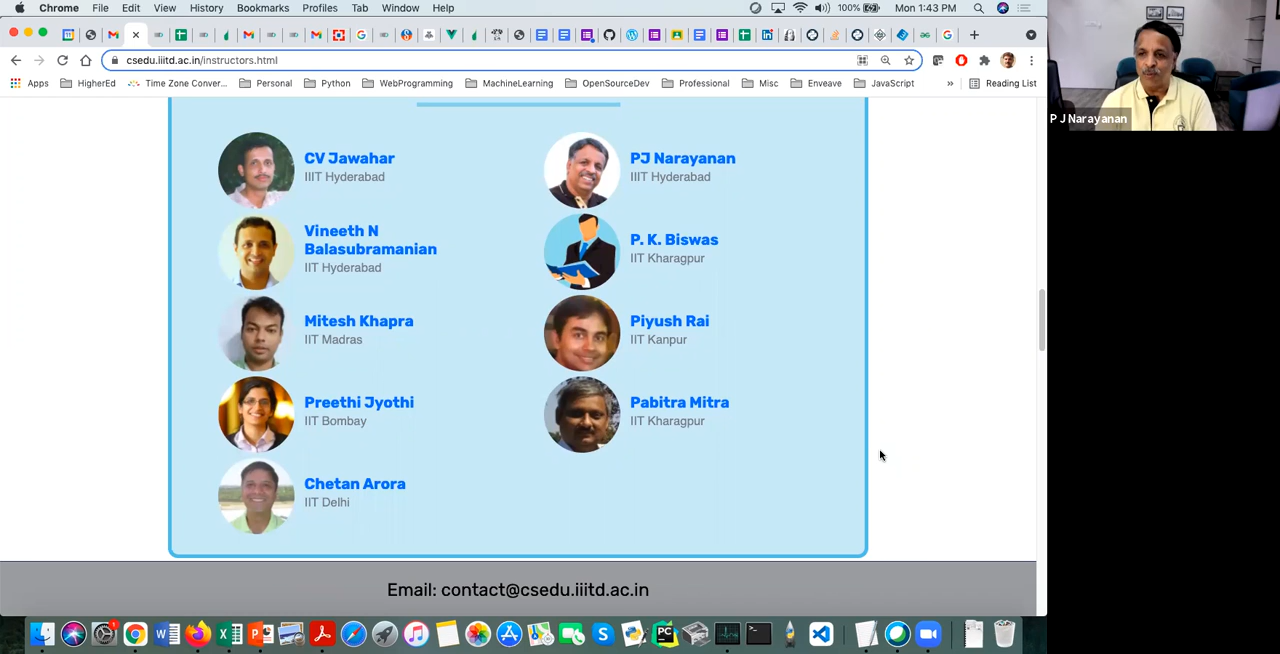 Chrome File Edit View History Bookmarks Profiles Tab Window Help 100% Mon 1:43 PM
csedu.iiitd.ac.in/instructors.html
Apps HigherEd Time Zone Conver... Personal Python WebProgramming MachineLearning OpenSourceDev Professional Misc Enveave JavaScript » Reading List
P J Narayanan
CV Jawahar
IIIT Hyderabad
PJ Narayanan
IIIT Hyderabad
Vineeth N
Balasubramanian
IIT Hyderabad
P. K. Biswas
IIT Kharagpur
Mitesh Khapra
IIT Madras
Piyush Rai
IIT Kanpur
Preethi Jyothi
IIT Bombay
Pabitra Mitra
IIT Kharagpur
Chetan Arora
IIT Delhi
Email: contact@csedu.iiitd.ac.in